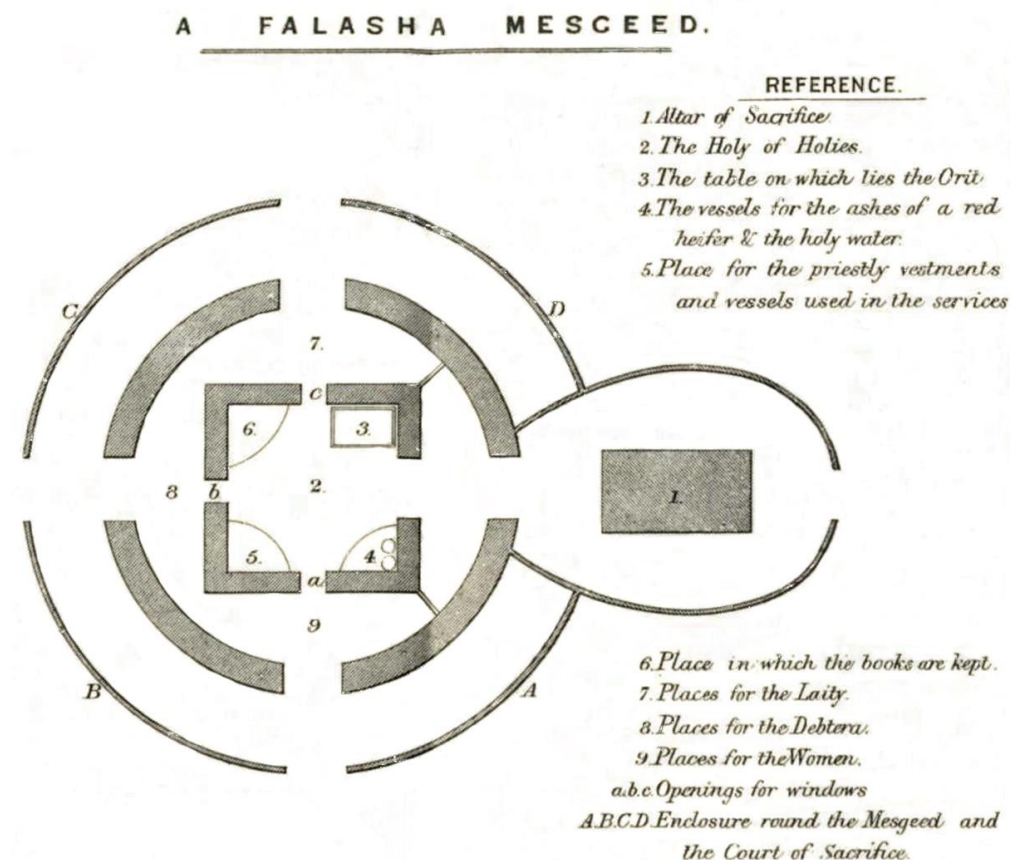 A FALASHA MESGEED.
REFERENCE.
1. Altar of Sacrifice
2. The Holy of Holies.
3. The table on which lies the Orit
4. The vessels for the ashes of a red
heifer & the holy water.
5. Place for the priestly vestments
and vessels used in the services
C
D
7.
c
6.
3.
8
b
2.
1.
5.
4.
a
9
B
A
6. Place in which the books are kept.
7. Places for the Laity.
8. Places for the Debtera.
9. Places for the Women.
a.b.c. Openings for windows
A.B.C.D. Enclosure round the Mesgeed and
the Court of Sacrifice.